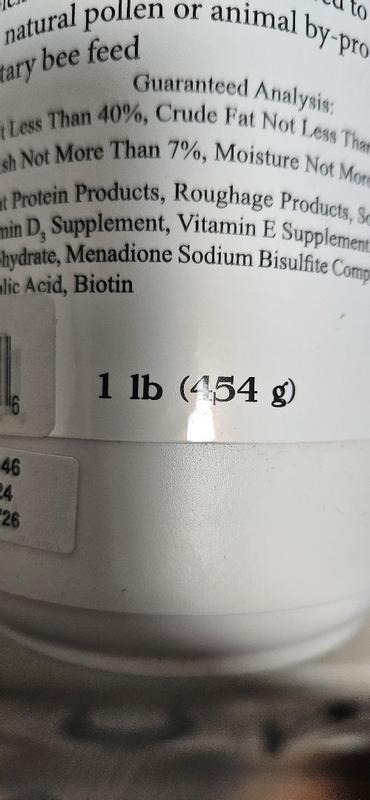 natural pollen or animal by-pro
tary bee feed
Guaranteed Analysis:
t Less Than 40%, Crude Fat Not Less Than
sh Not More Than 7%, Moisture Not More
t Protein Products, Roughage Products, S
min D3 Supplement, Vitamin E Supplement
hydrate, Menadione Sodium Bisulfite Comp
lic Acid, Biotin
6
1 lb (454 g)
46
24
26